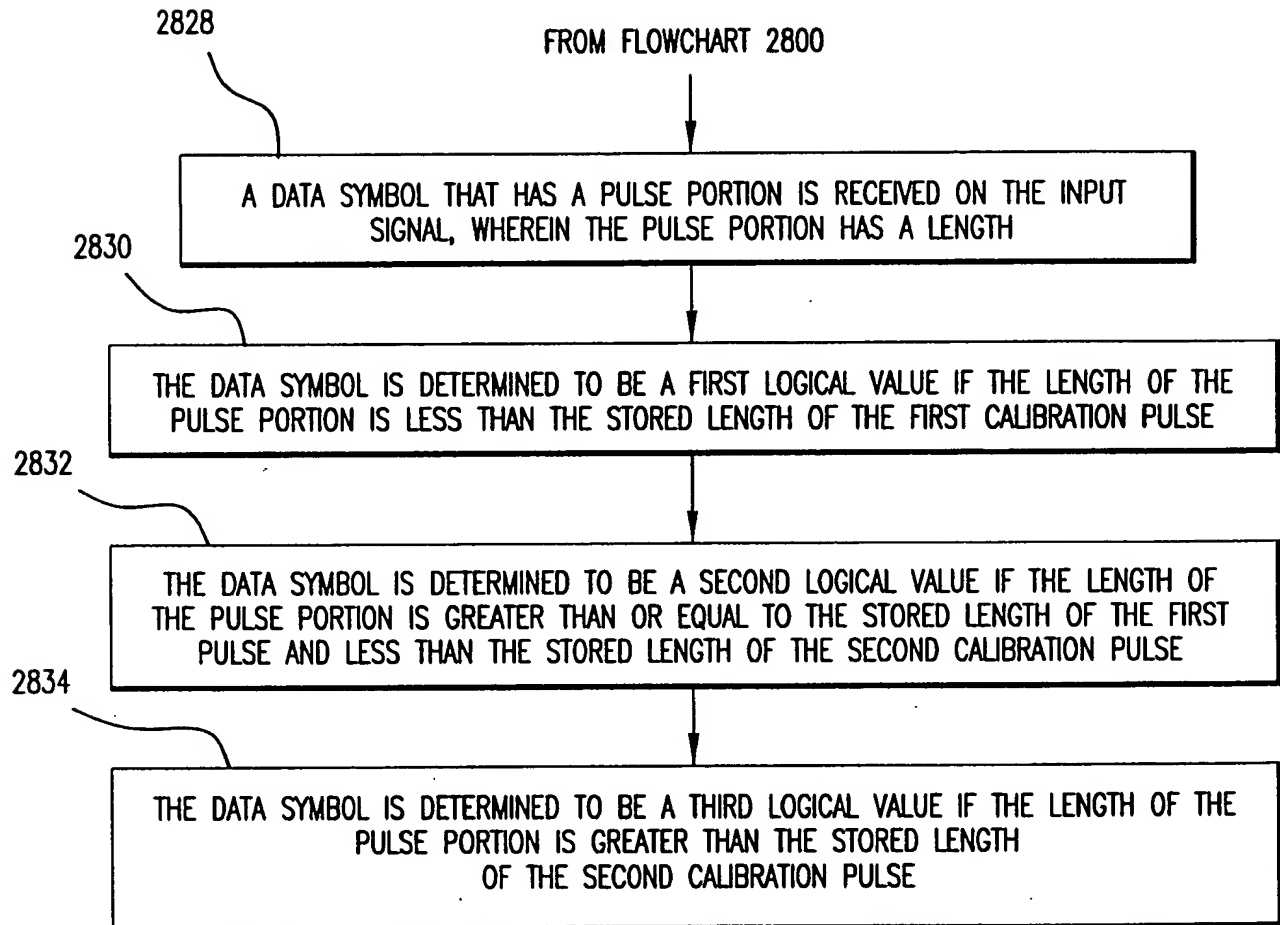 2828
FROM FLOWCHART 2800
A DATA SYMBOL THAT HAS A PULSE PORTION IS RECEIVED ON THE INPUT
SIGNAL, WHEREIN THE PULSE PORTION HAS A LENGTH
2830
THE DATA SYMBOL IS DETERMINED TO BE A FIRST LOGICAL VALUE IF THE LENGTH OF THE
PULSE PORTION IS LESS THAN THE STORED LENGTH OF THE FIRST CALIBRATION PULSE
2832
THE DATA SYMBOL IS DETERMINED TO BE A SECOND LOGICAL VALUE IF THE LENGTH OF
THE PULSE PORTION IS GREATER THAN OR EQUAL TO THE STORED LENGTH OF THE FIRST
PULSE AND LESS THAN THE STORED LENGTH OF THE SECOND CALIBRATION PULSE
2834
THE DATA SYMBOL IS DETERMINED TO BE A THIRD LOGICAL VALUE IF THE LENGTH OF THE
PULSE PORTION IS GREATER THAN THE STORED LENGTH
OF THE SECOND CALIBRATION PULSE